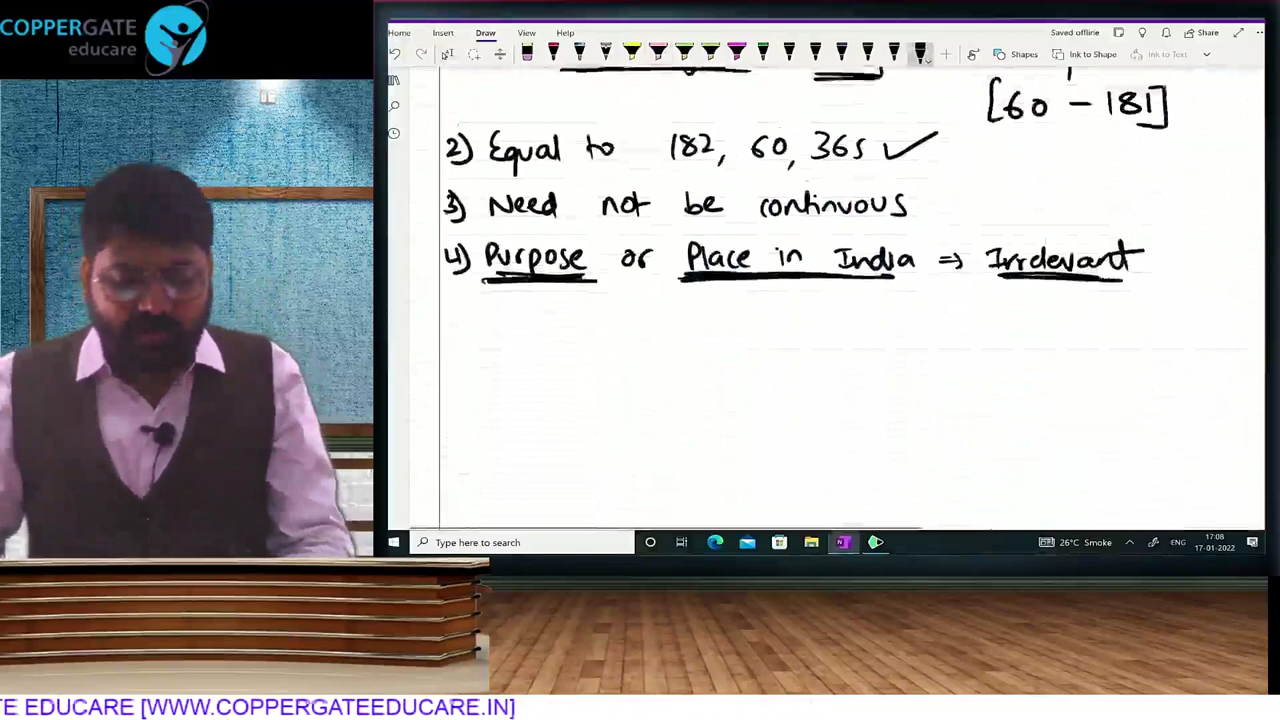 COPPERGATE
educare
Home Insert Draw View Help
Saved offline
Share
Shapes
Ink to Shape
Ink to Text
[60 - 181]
2) Equal to 182, 60, 365 ✓
3) Need not be continuous
4) Purpose or Place in India ⇒ Irrelevant
Type here to search
26°C Smoke
ENG
17:08
17-01-2022
TE EDUCARE [WWW.COPPERGATEEDUCARE.IN]